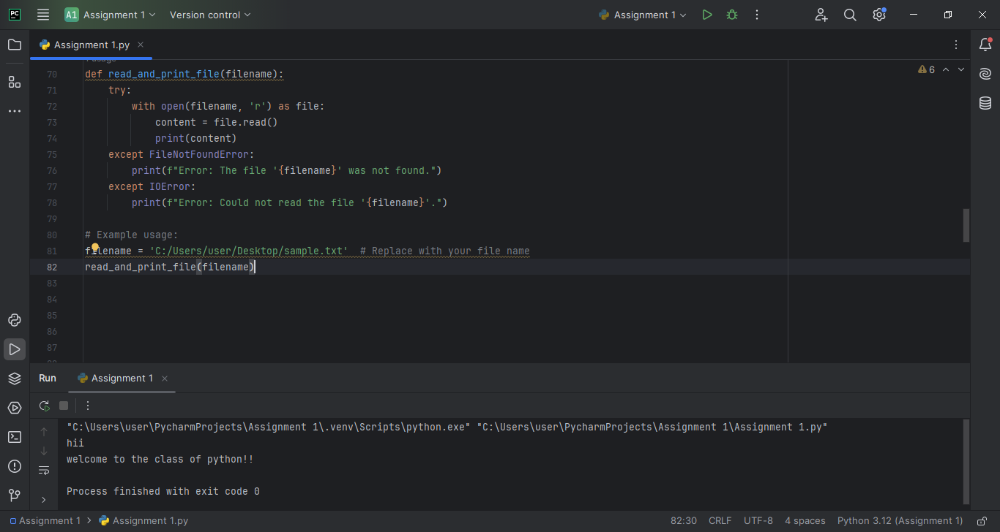 PC A1 Assignment 1 Version control Assignment 1
Assignment 1.py
70 def read_and_print_file(filename): 6
71 try:
72 with open(filename, 'r') as file:
73 content = file.read()
74 print(content)
75 except FileNotFoundError:
76 print(f"Error: The file '{filename}' was not found.")
77 except IOError:
78 print(f"Error: Could not read the file '{filename}'.")
79
80 # Example usage:
81 filename = 'C:/Users/user/Desktop/sample.txt' # Replace with your file name
82 read_and_print_file(filename)
83
84
85
86
87
Run Assignment 1
"C:\Users\user\PycharmProjects\Assignment 1\.venv\Scripts\python.exe" "C:\Users\user\PycharmProjects\Assignment 1\Assignment 1.py"
hii
welcome to the class of python!!
Process finished with exit code 0
Assignment 1 > Assignment 1.py 82:30 CRLF UTF-8 4 spaces Python 3.12 (Assignment 1)